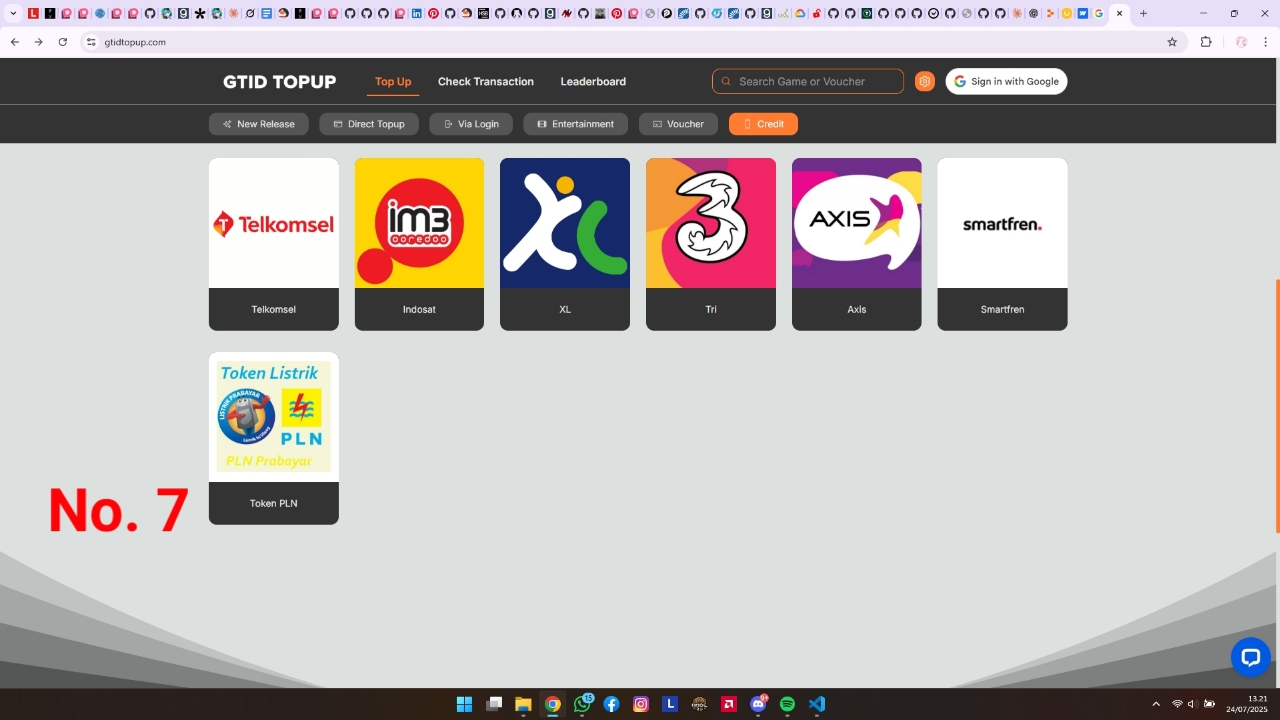 gtidtopup.com
GTID TOPUP
Top Up
Check Transaction
Leaderboard
Search Game or Voucher
Sign in with Google
New Release
Direct Topup
Via Login
Entertainment
Voucher
Credit
Telkomsel
im3
ooredoo
XL
3
AXIS
smartfren.
Telkomsel
Indosat
XL
Tri
Axis
Smartfren
Token Listrik
LISTRIK PRABAYAR
PLN
PLN Prabayar
Token PLN
No. 7
13.21
24/07/2025